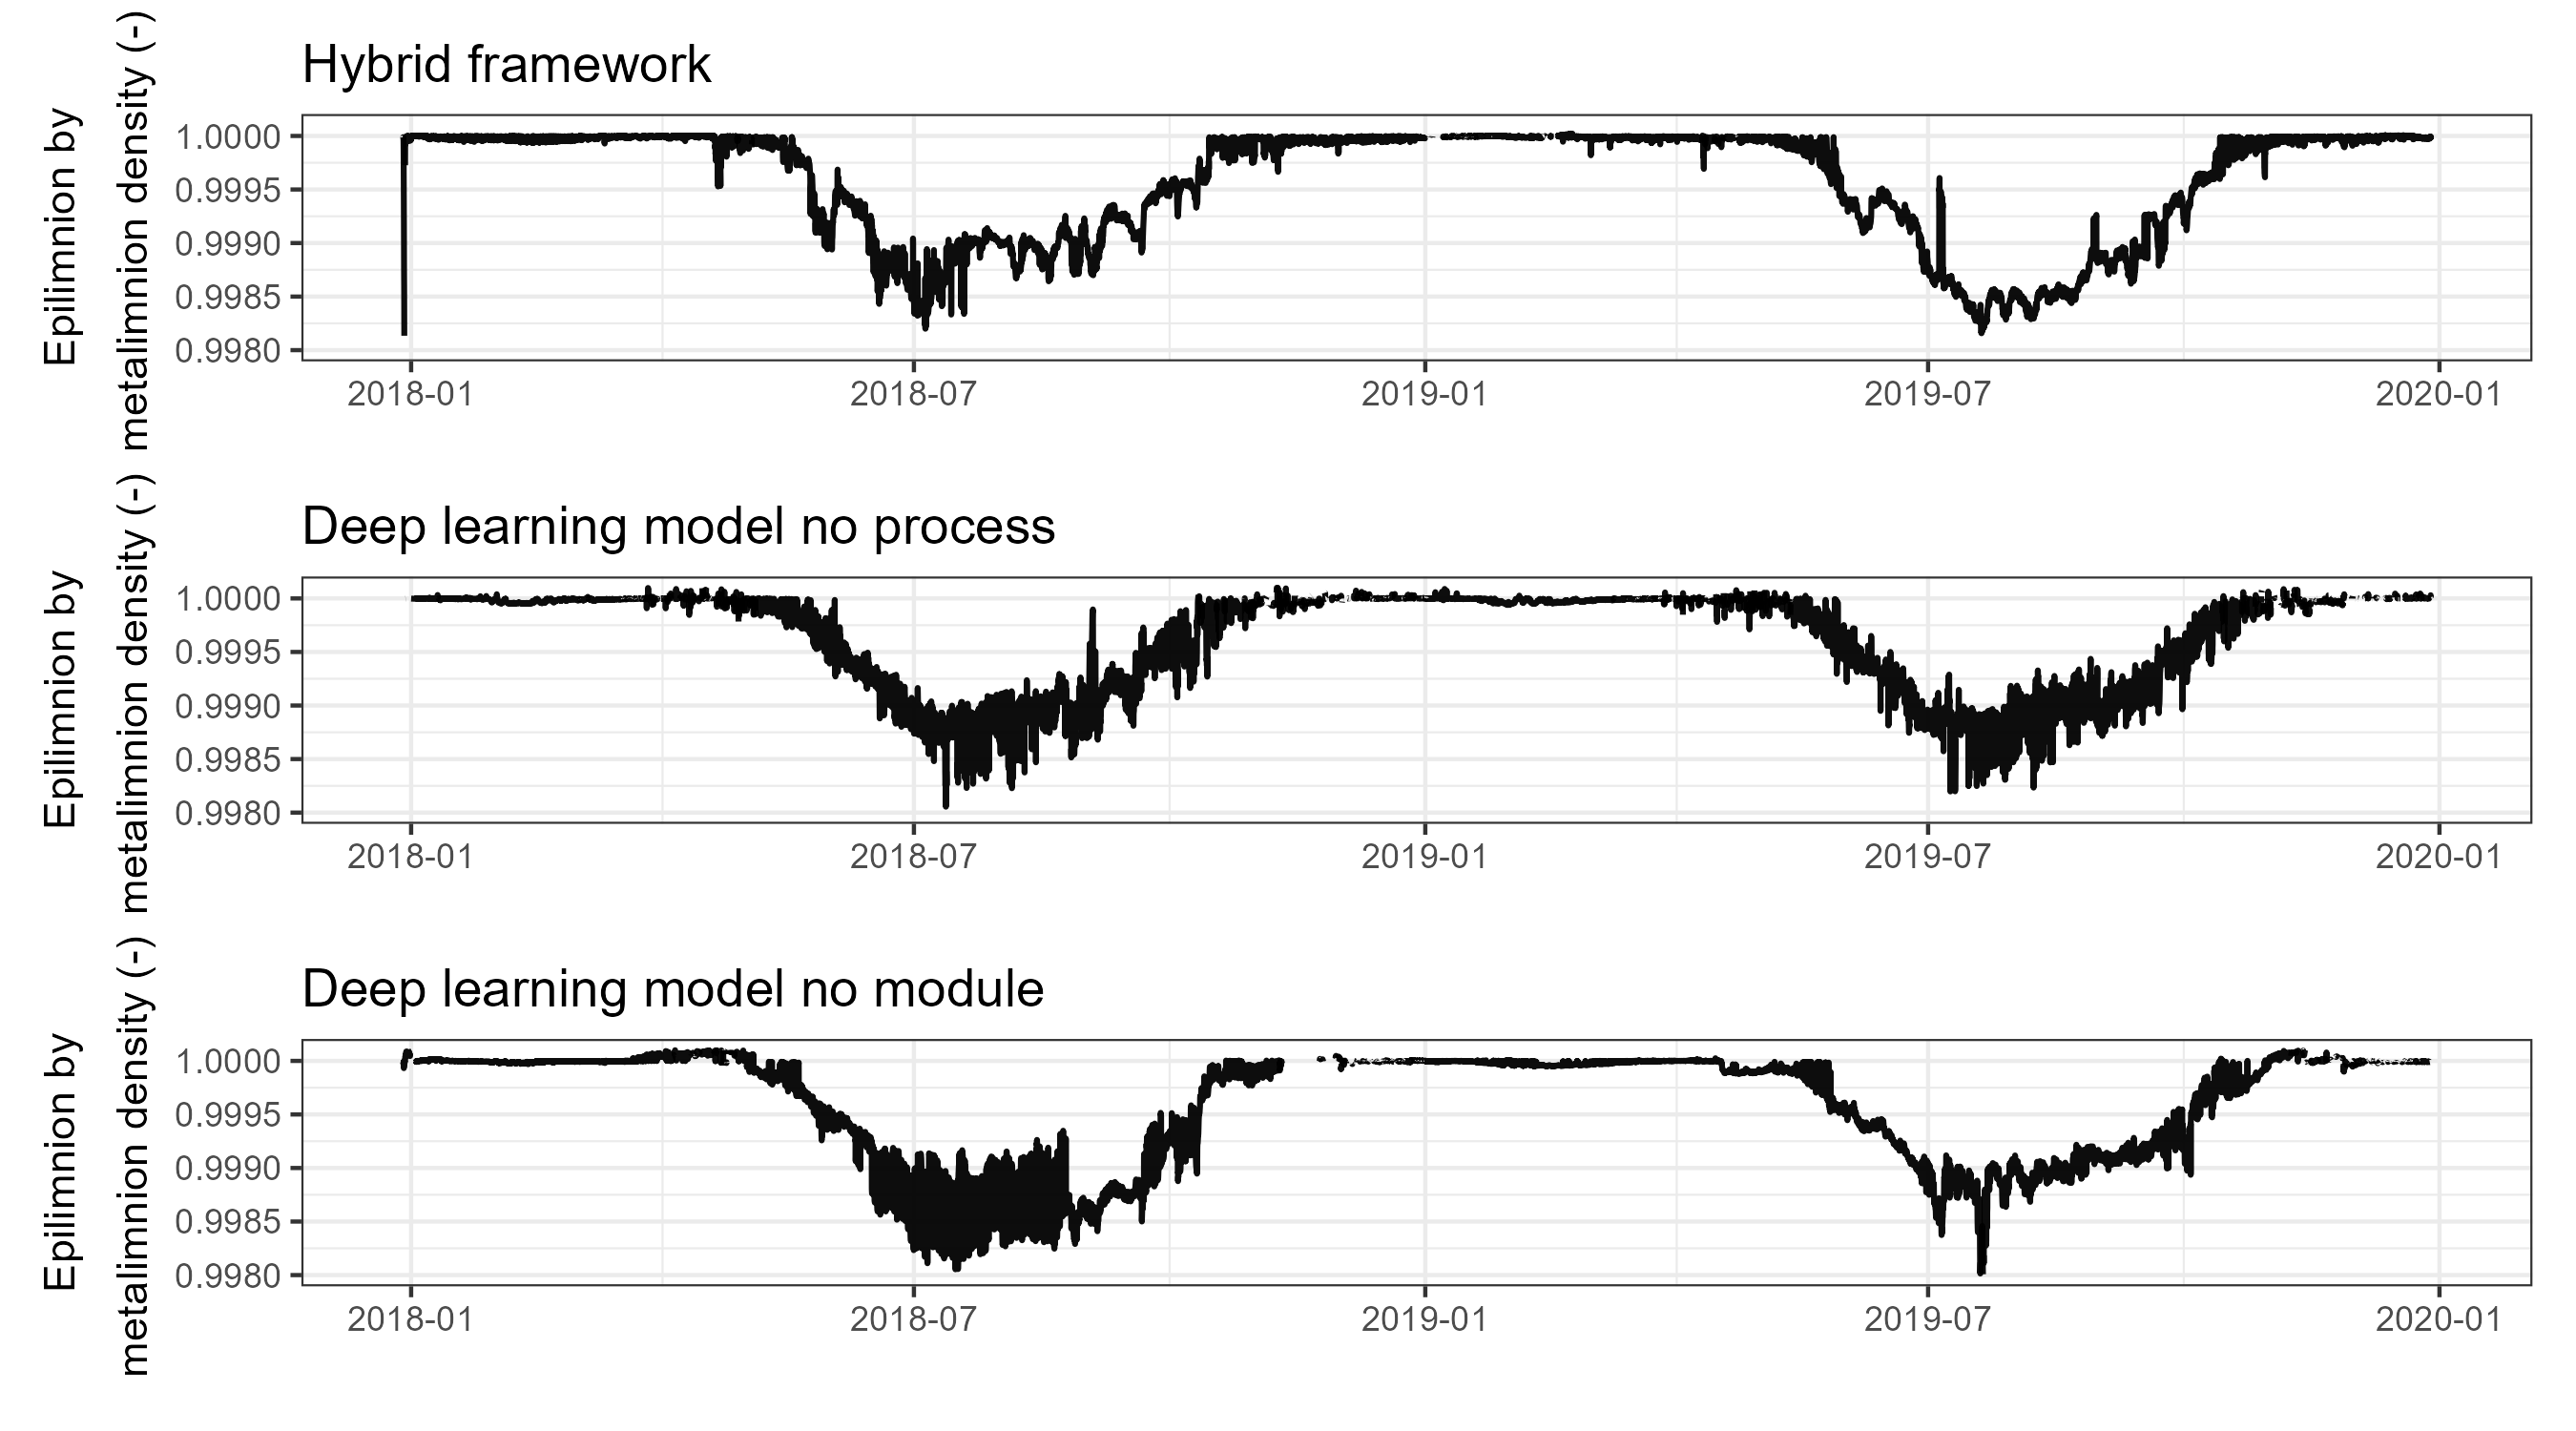 Hybrid framework
Epilimnion by
metalimnion density (-)
1.0000
0.9995
0.9990
0.9985
0.9980
2018-01 2018-07 2019-01 2019-07 2020-01
Deep learning model no process
Epilimnion by
metalimnion density (-)
1.0000
0.9995
0.9990
0.9985
0.9980
2018-01 2018-07 2019-01 2019-07 2020-01
Deep learning model no module
Epilimnion by
metalimnion density (-)
1.0000
0.9995
0.9990
0.9985
0.9980
2018-01 2018-07 2019-01 2019-07 2020-01